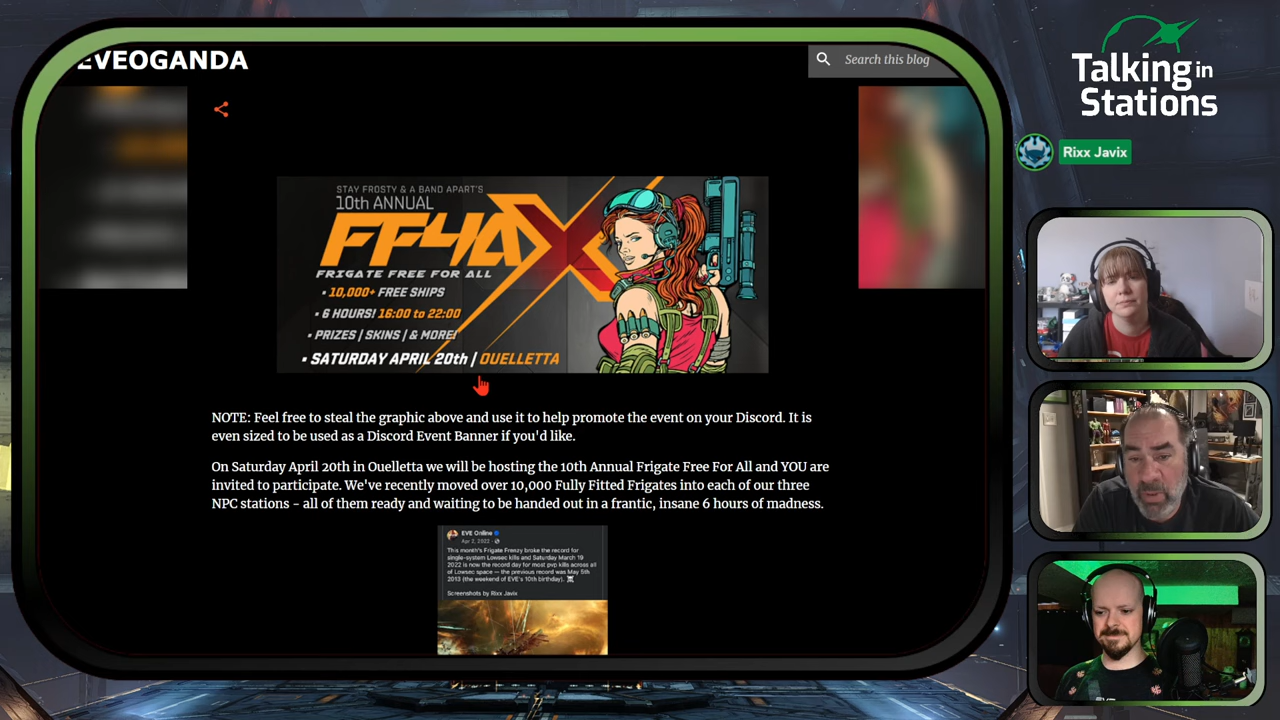 EVEOGANDA
Search this blog
Talking in
Stations
Rixx Javix
STAY FROSTY & A BAND APART'S
10th ANNUAL
FF4AX
FRIGATE FREE FOR ALL
• 10,000+ FREE SHIPS
• 6 HOURS! 16:00 to 22:00
• PRIZES | SKINS | & MORE!
• SATURDAY APRIL 20th | OUELLETTA
NOTE: Feel free to steal the graphic above and use it to help promote the event on your Discord. It is
even sized to be used as a Discord Event Banner if you'd like.
On Saturday April 20th in Ouelletta we will be hosting the 10th Annual Frigate Free For All and YOU are
invited to participate. We've recently moved over 10,000 Fully Fitted Frigates into each of our three
NPC stations - all of them ready and waiting to be handed out in a frantic, insane 6 hours of madness.
EVE Online
Apr 2, 2022
This month's Frigate Frenzy broke the record for
single-system Lowsec kills and Saturday March 19
2022 is now the record day for most pvp kills across all
of Lowsec space — the previous record was May 5th
2013 (the weekend of EVE's 10th birthday).
Screenshots by Rixx Javix